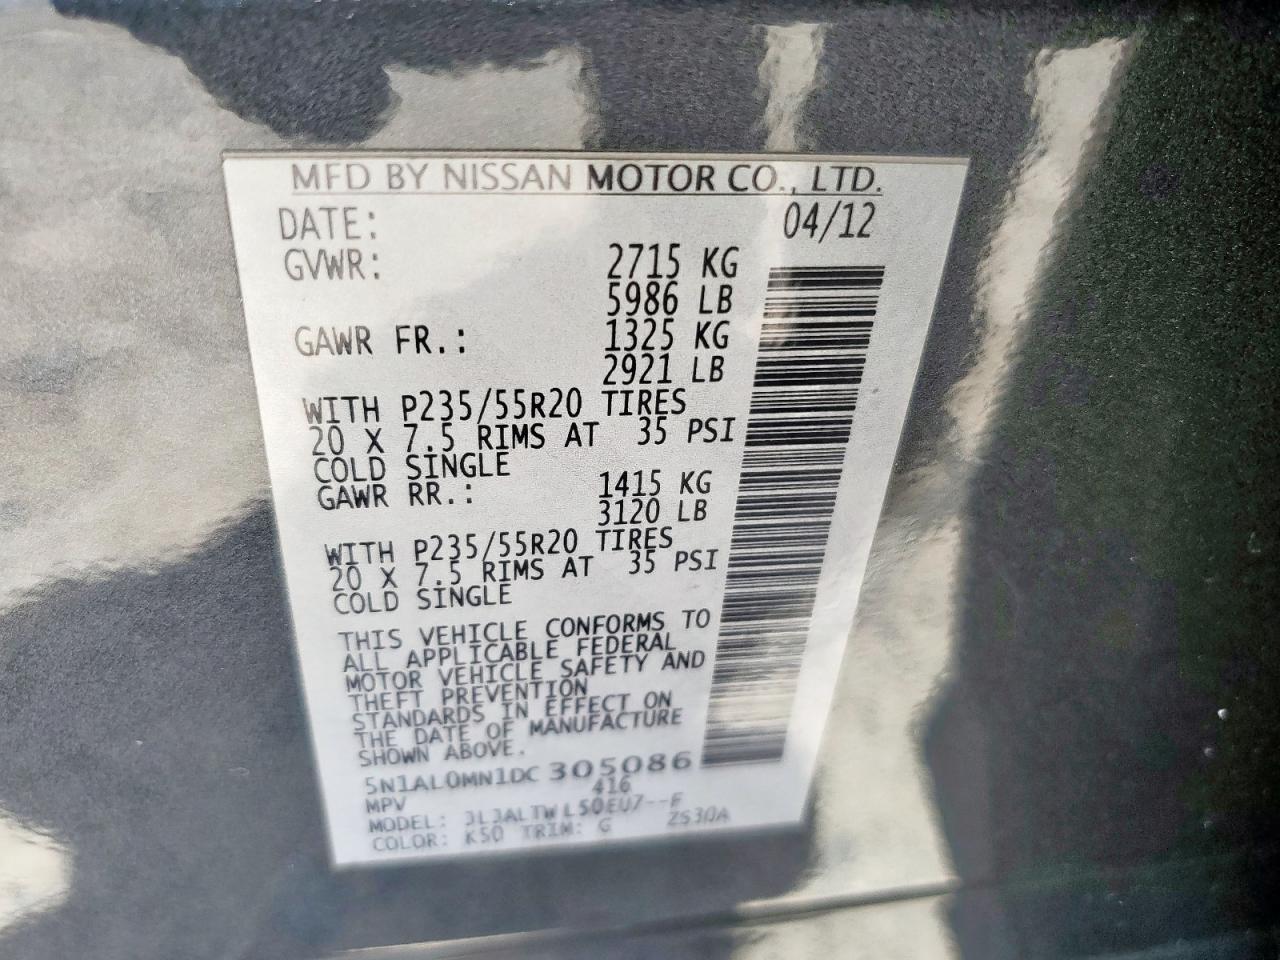 MFD BY NISSAN MOTOR CO., LTD.
DATE: 04/12
GVWR: 2715 KG
5986 LB
GAWR FR.: 1325 KG
2921 LB
WITH P235/55R20 TIRES
20 X 7.5 RIMS AT 35 PSI
COLD SINGLE
GAWR RR.: 1415 KG
3120 LB
WITH P235/55R20 TIRES
20 X 7.5 RIMS AT 35 PSI
COLD SINGLE
THIS VEHICLE CONFORMS TO
ALL APPLICABLE FEDERAL
MOTOR VEHICLE SAFETY AND
THEFT PREVENTION
STANDARDS IN EFFECT ON
THE DATE OF MANUFACTURE
SHOWN ABOVE.
5N1AL0MN1DC 305086
MPV 416
MODEL: JLJALTWL50EU7--F
COLOR: K50 TRIM: G ZS30A